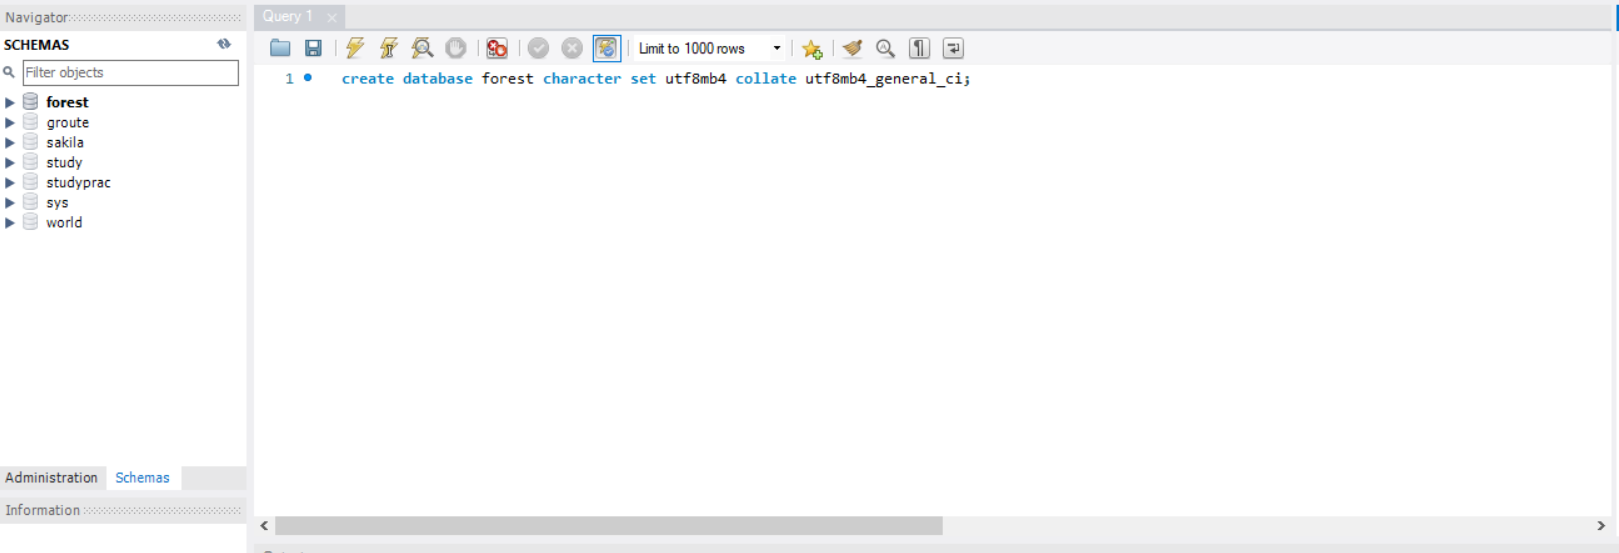 Navigator
SCHEMAS
Filter objects
forest
groute
sakila
study
studyprac
sys
world
Administration Schemas
Information
Query 1
Limit to 1000 rows
1 create database forest character set utf8mb4 collate utf8mb4_general_ci;